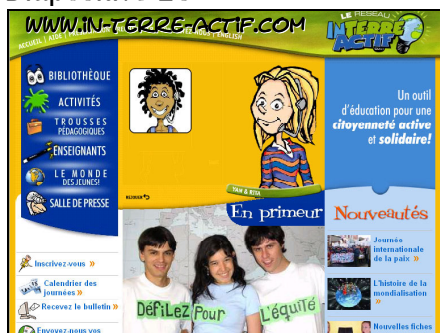 WWW.IN-TERRE-ACTIF.COM
LE RÉSEAU
IN TERRE
ACTIF
ACCUEIL | AIDE |
ENGLISH
BIBLIOTHÈQUE
ACTIVITÉS
TROUSSES
PÉDAGOGIQUES
ENSEIGNANTS
LE MONDE
DES JEUNES!
SALLE DE PRESSE
Un outil
d'éducation pour une
citoyenneté active
et solidaire!
YAN & RITA
En primeur
Nouveautés
Inscrivez-vous »
Calendrier des
journées »
Recevez le bulletin »
Envoyez-nous vos
DéfiLez Pour L'équité
Journée
internationale
de la paix »
L'histoire de la
mondialisation
»
Nouvelles fiches